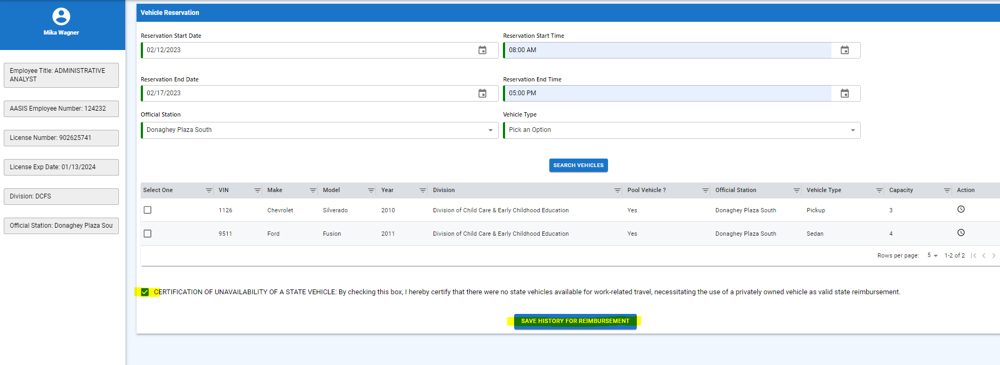 Mika Wagner
Employee Title: ADMINISTRATIVE
ANALYST
AASIS Employee Number: 124232
License Number: 902625741
License Exp Date: 01/13/2024
Division: DCFS
Official Station: Donaghey Plaza Sou
Vehicle Reservation
Reservation Start Date
Reservation Start Time
02/12/2023
08:00 AM
Reservation End Date
Reservation End Time
02/17/2023
05:00 PM
Official Station
Vehicle Type
Donaghey Plaza South
Pick an Option
SEARCH VEHICLES
Select One VIN Make Model Year Division Pool Vehicle ? Official Station Vehicle Type Capacity Action
1126 Chevrolet Silverado 2010 Division of Child Care & Early Childhood Education Yes Donaghey Plaza South Pickup 3
9511 Ford Fusion 2011 Division of Child Care & Early Childhood Education Yes Donaghey Plaza South Sedan 4
Rows per page: 5 1-2 of 2
CERTIFICATION OF UNAVAILABILITY OF A STATE VEHICLE: By checking this box, I hereby certify that there were no state vehicles available for work-related travel, necessitating the use of a privately owned vehicle as valid state reimbursement.
SAVE HISTORY FOR REIMBURSEMENT